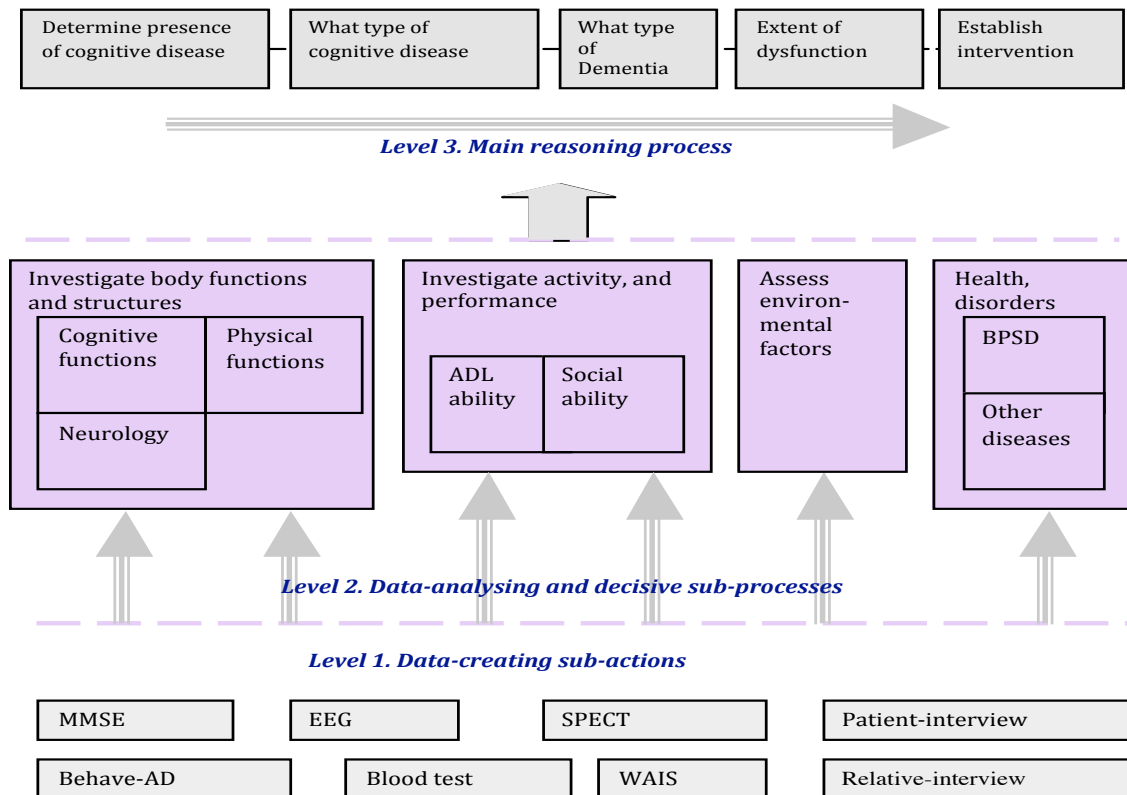 Determine presence
of cognitive disease
What type of
cognitive disease
What type
of
Dementia
Extent of
dysfunction
Establish
intervention
Level 3. Main reasoning process
Investigate body functions
and structures
Cognitive
functions
Physical
functions
Neurology
Investigate activity, and
performance
ADL
ability
Social
ability
Assess
environ-
mental
factors
Health,
disorders
BPSD
Other
diseases
Level 2. Data-analysing and decisive sub-processes
Level 1. Data-creating sub-actions
MMSE
EEG
SPECT
Patient-interview
Behave-AD
Blood test
WAIS
Relative-interview